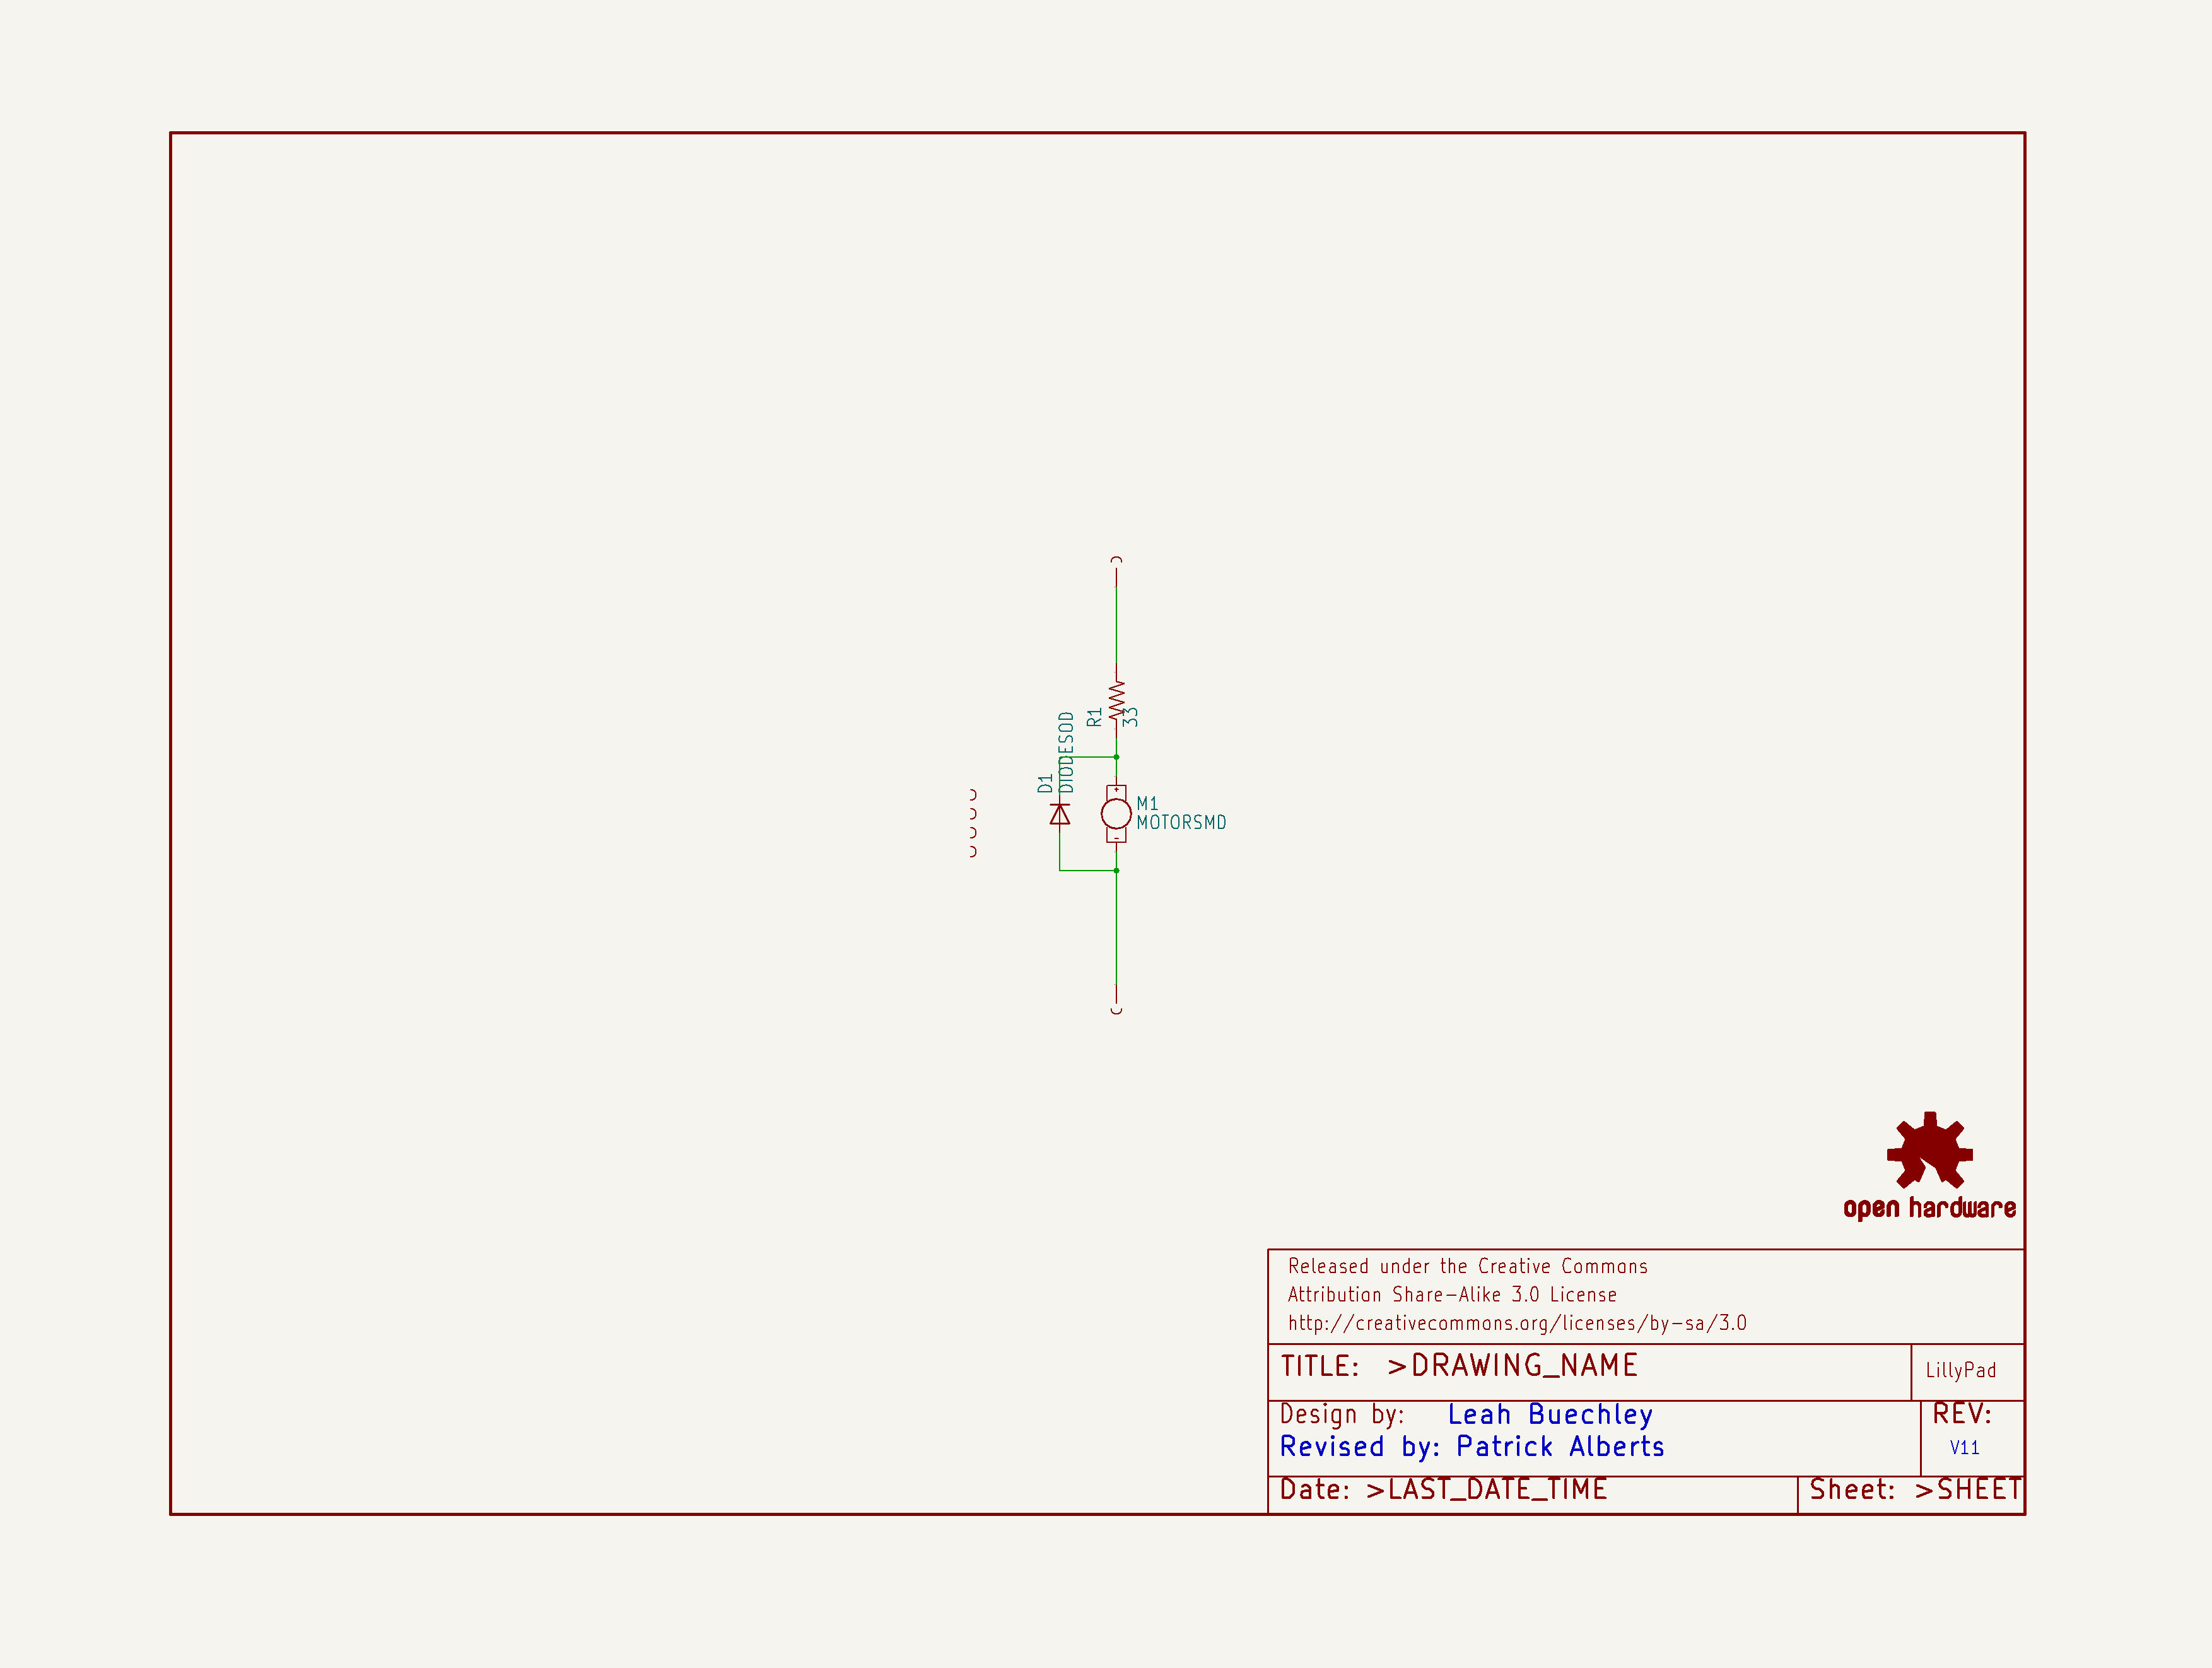 R1
33
D1
DIODESOD
+
M1
MOTORSMD
-
open hardware
Released under the Creative Commons
Attribution Share-Alike 3.0 License
http://creativecommons.org/licenses/by-sa/3.0
TITLE: >DRAWING_NAME
LillyPad
Design by: Leah Buechley
REV:
Revised by: Patrick Alberts
V11
Date: >LAST_DATE_TIME
Sheet: >SHEET